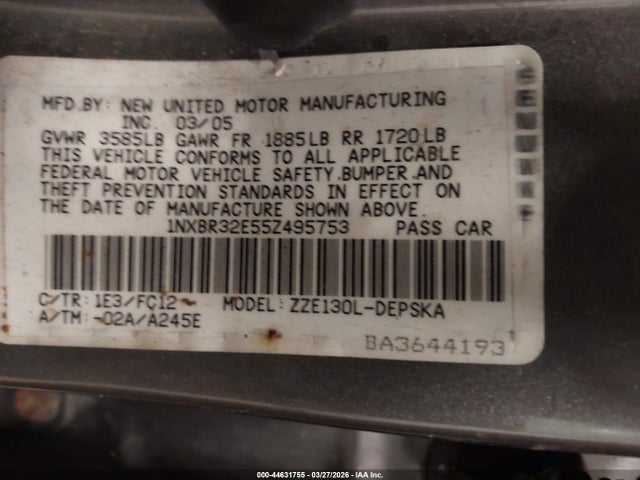 MFD.BY: NEW UNITED MOTOR MANUFACTURING
INC. 03/05
GVWR 3585LB GAWR FR 1885LB RR 1720LB
THIS VEHICLE CONFORMS TO ALL APPLICABLE
FEDERAL MOTOR VEHICLE SAFETY,BUMPER,AND
THEFT PREVENTION STANDARDS IN EFFECT ON
THE DATE OF MANUFACTURE SHOWN ABOVE.
1NXBR32E55Z495753 PASS CAR
C/TR: 1E3/FC12 MODEL: ZZE130L-DEPSKA
A/TM: -02A/A245E
BA3644193
000-44631755 - 03/27/2026 - IAA Inc.